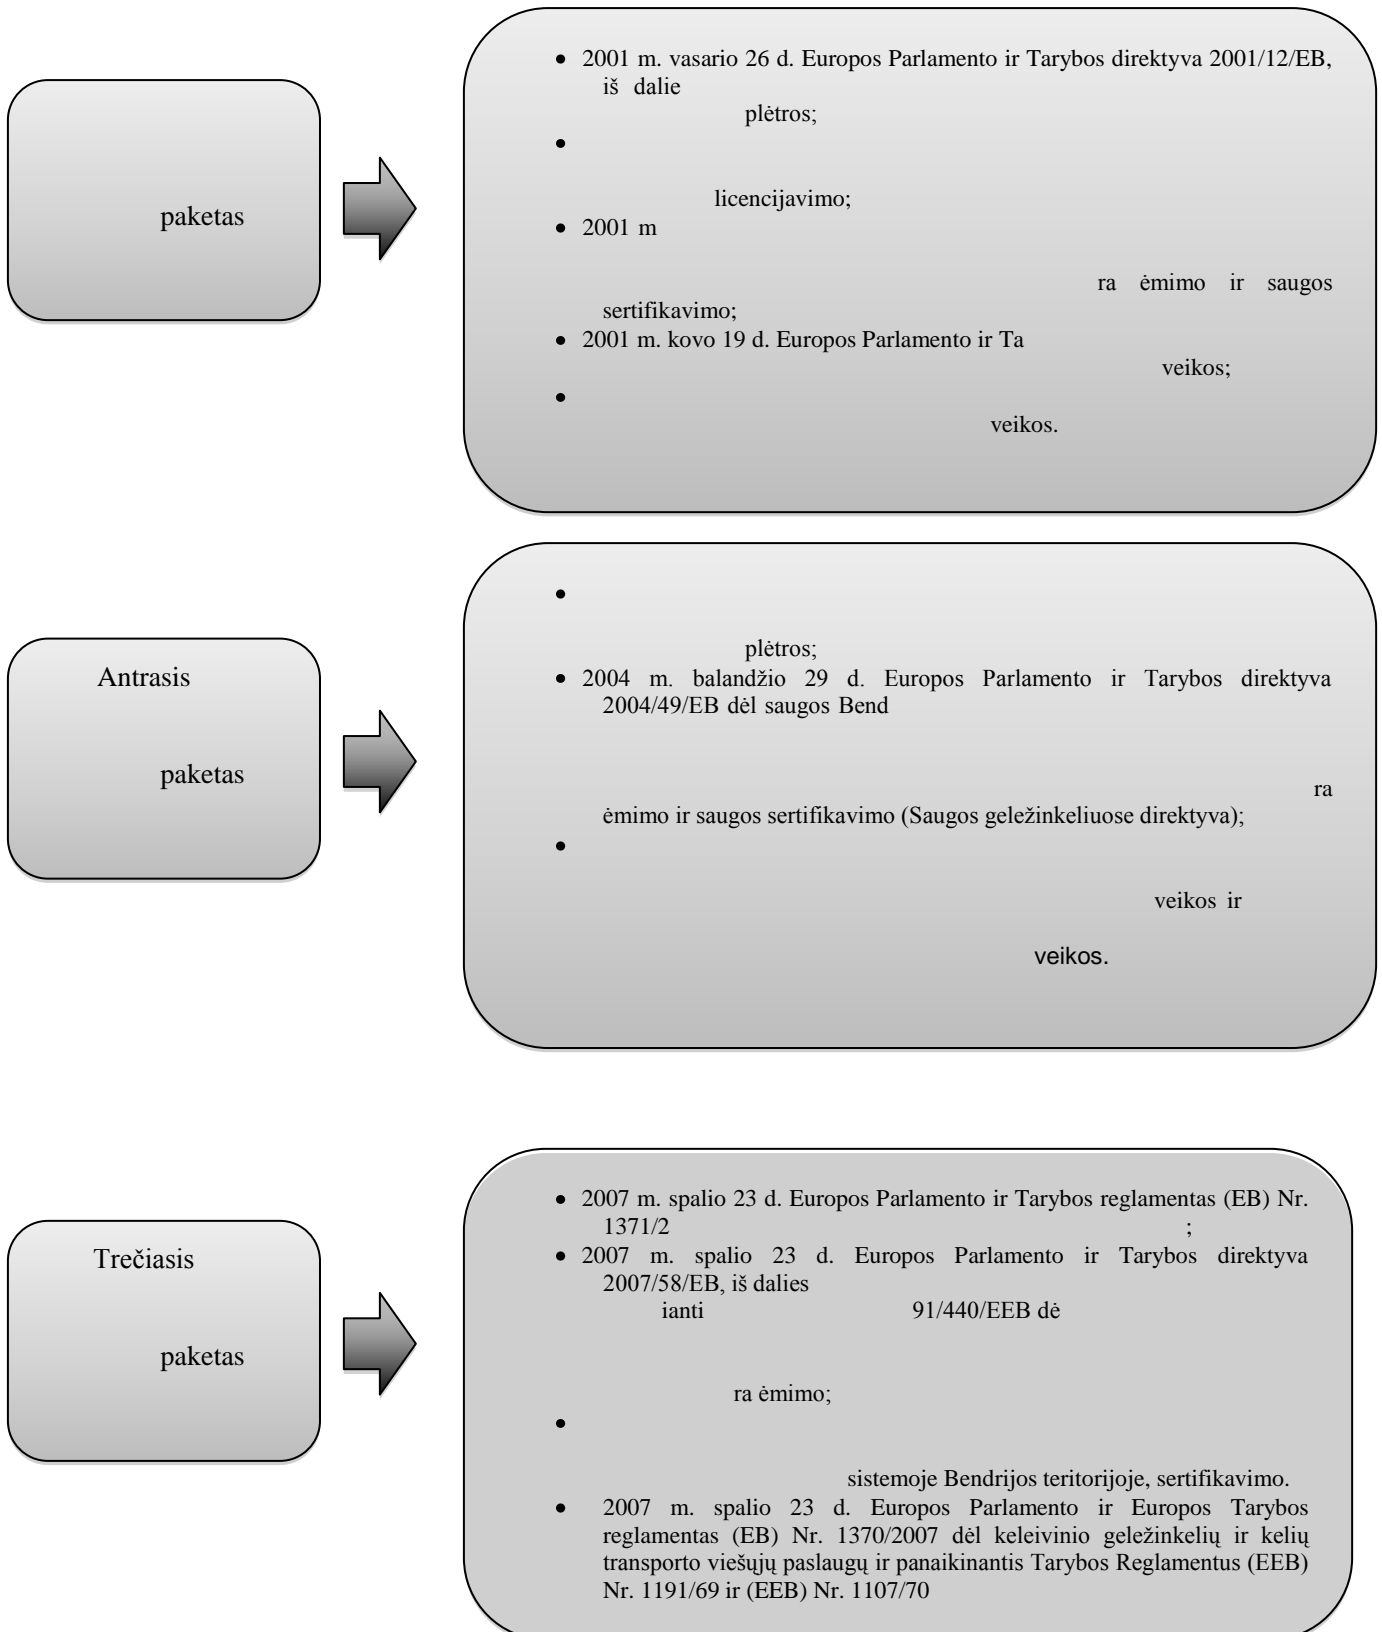 paketas
• 2001 m. vasario 26 d. Europos Parlamento ir Tarybos direktyva 2001/12/EB,
iš dalie
plėtros;
•
licencijavimo;
• 2001 m
ra ėmimo ir saugos
sertifikavimo;
• 2001 m. kovo 19 d. Europos Parlamento ir Ta
veikos;
•
veikos.
Antrasis
paketas
•
plėtros;
• 2004 m. balandžio 29 d. Europos Parlamento ir Tarybos direktyva
2004/49/EB dėl saugos Bend
ra
ėmimo ir saugos sertifikavimo (Saugos geležinkeliuose direktyva);
•
veikos ir
veikos.
Trečiasis
paketas
• 2007 m. spalio 23 d. Europos Parlamento ir Tarybos reglamentas (EB) Nr.
1371/2 ;
• 2007 m. spalio 23 d. Europos Parlamento ir Tarybos direktyva
2007/58/EB, iš dalies
ianti 91/440/EEB dė
ra ėmimo;
•
sistemoje Bendrijos teritorijoje, sertifikavimo.
• 2007 m. spalio 23 d. Europos Parlamento ir Europos Tarybos
reglamentas (EB) Nr. 1370/2007 dėl keleivinio geležinkelių ir kelių
transporto viešųjų paslaugų ir panaikinantis Tarybos Reglamentus (EEB)
Nr. 1191/69 ir (EEB) Nr. 1107/70